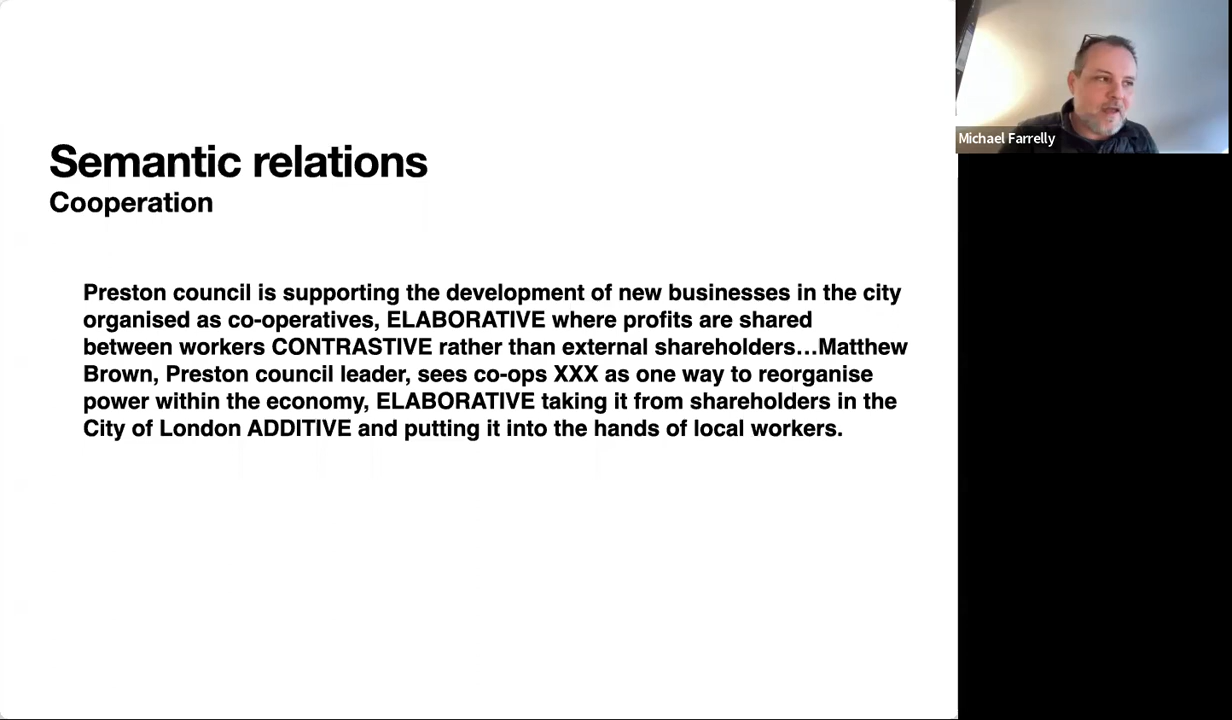 Semantic relations
Cooperation
Preston council is supporting the development of new businesses in the city
organised as co-operatives, ELABORATIVE where profits are shared
between workers CONTRASTIVE rather than external shareholders…Matthew
Brown, Preston council leader, sees co-ops XXX as one way to reorganise
power within the economy, ELABORATIVE taking it from shareholders in the
City of London ADDITIVE and putting it into the hands of local workers.
Michael Farrelly